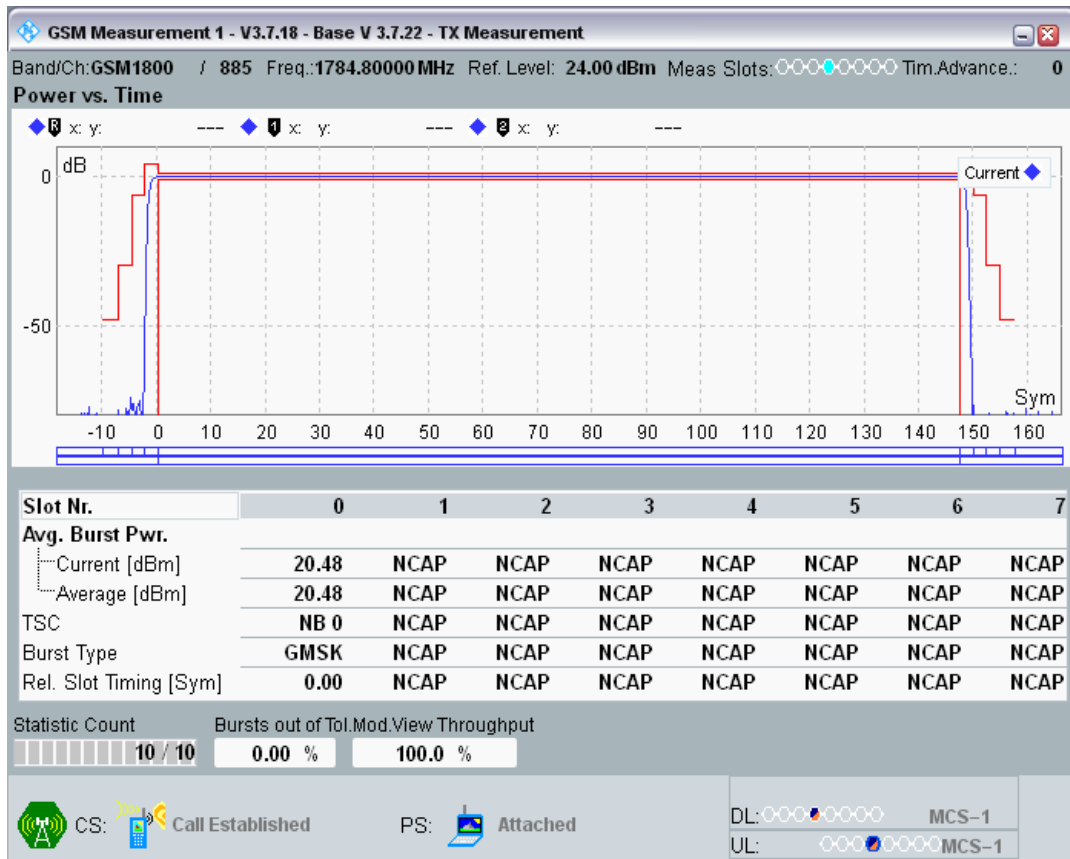 GSM Measurement 1 - V3.7.18 - Base V 3.7.22 - TX Measurement
Band/Ch:GSM1800 / 885 Freq.:1784.80000 MHz Ref. Level: 24.00 dBm Meas Slots: Tim.Advance.: 0
Power vs. Time
R x: y: --- 1 x: y: --- 2 x: y: ---
dB
Current
0
-50
Sym
-10 0 10 20 30 40 50 60 70 80 90 100 110 120 130 140 150 160
Slot Nr. 0 1 2 3 4 5 6 7
Avg. Burst Pwr.
Current [dBm] 20.48 NCAP NCAP NCAP NCAP NCAP NCAP NCAP
Average [dBm] 20.48 NCAP NCAP NCAP NCAP NCAP NCAP NCAP
TSC NB 0 NCAP NCAP NCAP NCAP NCAP NCAP NCAP
Burst Type GMSK NCAP NCAP NCAP NCAP NCAP NCAP NCAP
Rel. Slot Timing [Sym] 0.00 NCAP NCAP NCAP NCAP NCAP NCAP NCAP
Statistic Count Bursts out of Tol. Mod.View Throughput
10 / 10 0.00 % 100.0 %
CS: Call Established PS: Attached
DL: MCS-1
UL: MCS-1